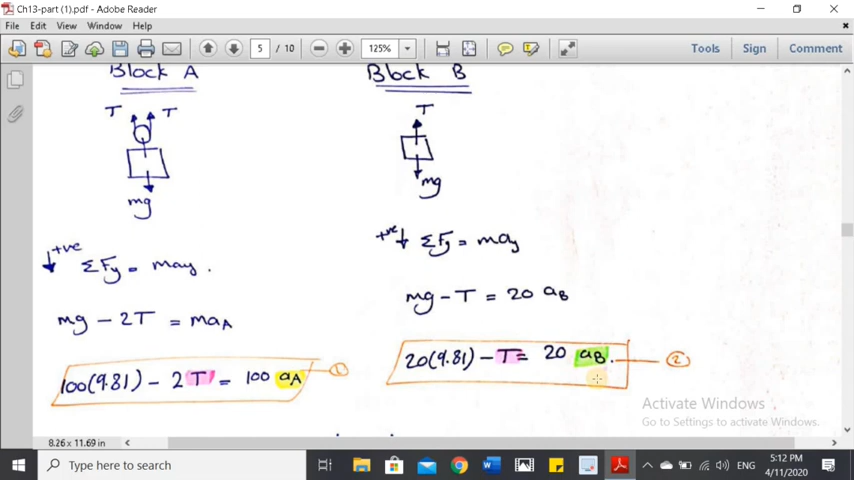 Ch13-part (1).pdf - Adobe Reader
File Edit View Window Help
5 / 10 125% Tools Sign Comment
Block A
Block B
T T
T
mg
mg
+ve ΣFy = may.
+ve ΣFy = may
mg - 2T = maA
mg - T = 20 aB
100(9.81) - 2T = 100 aA ①
20(9.81) - T = 20 aB. ②
Activate Windows
Go to Settings to activate Windows.
8.26 x 11.69 in
Type here to search
ENG
5:12 PM
4/11/2020